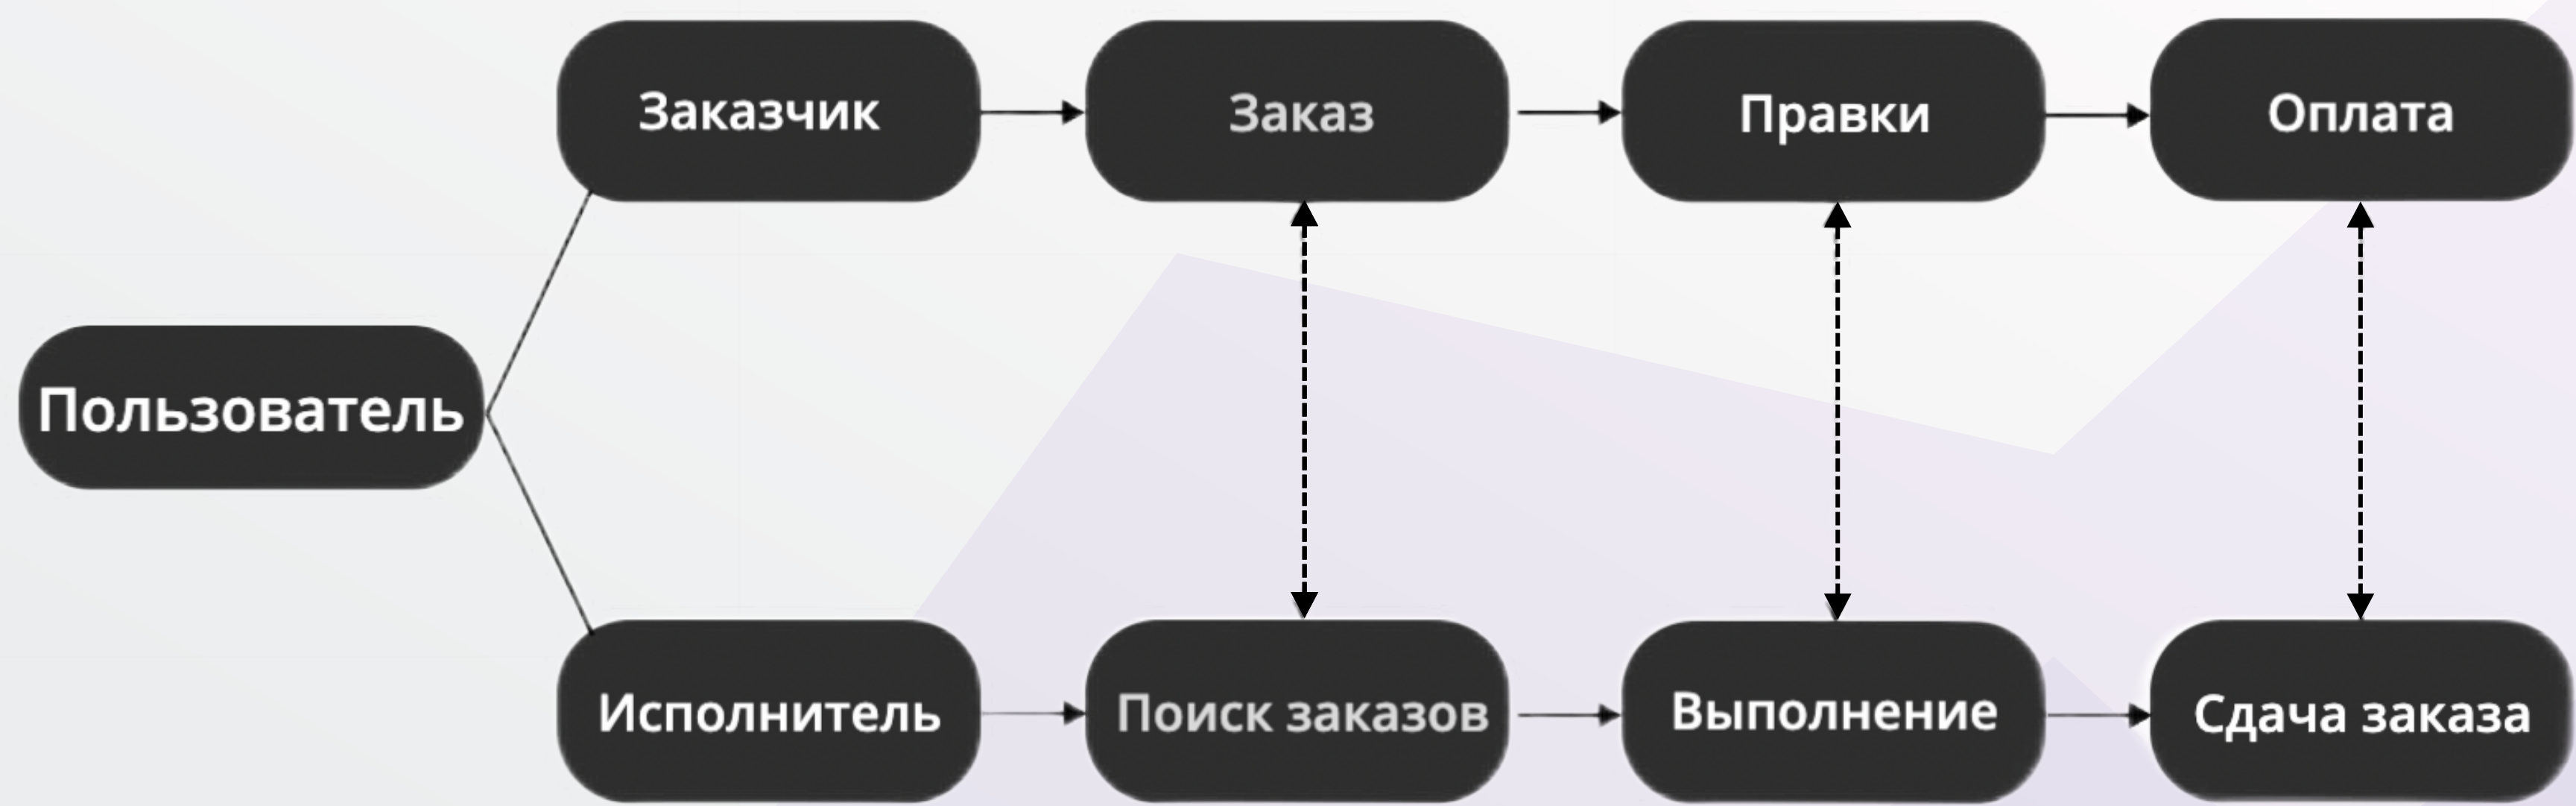 Заказчик
Заказ
Правки
Оплата
Пользователь
Исполнитель
Поиск заказов
Выполнение
Сдача заказа